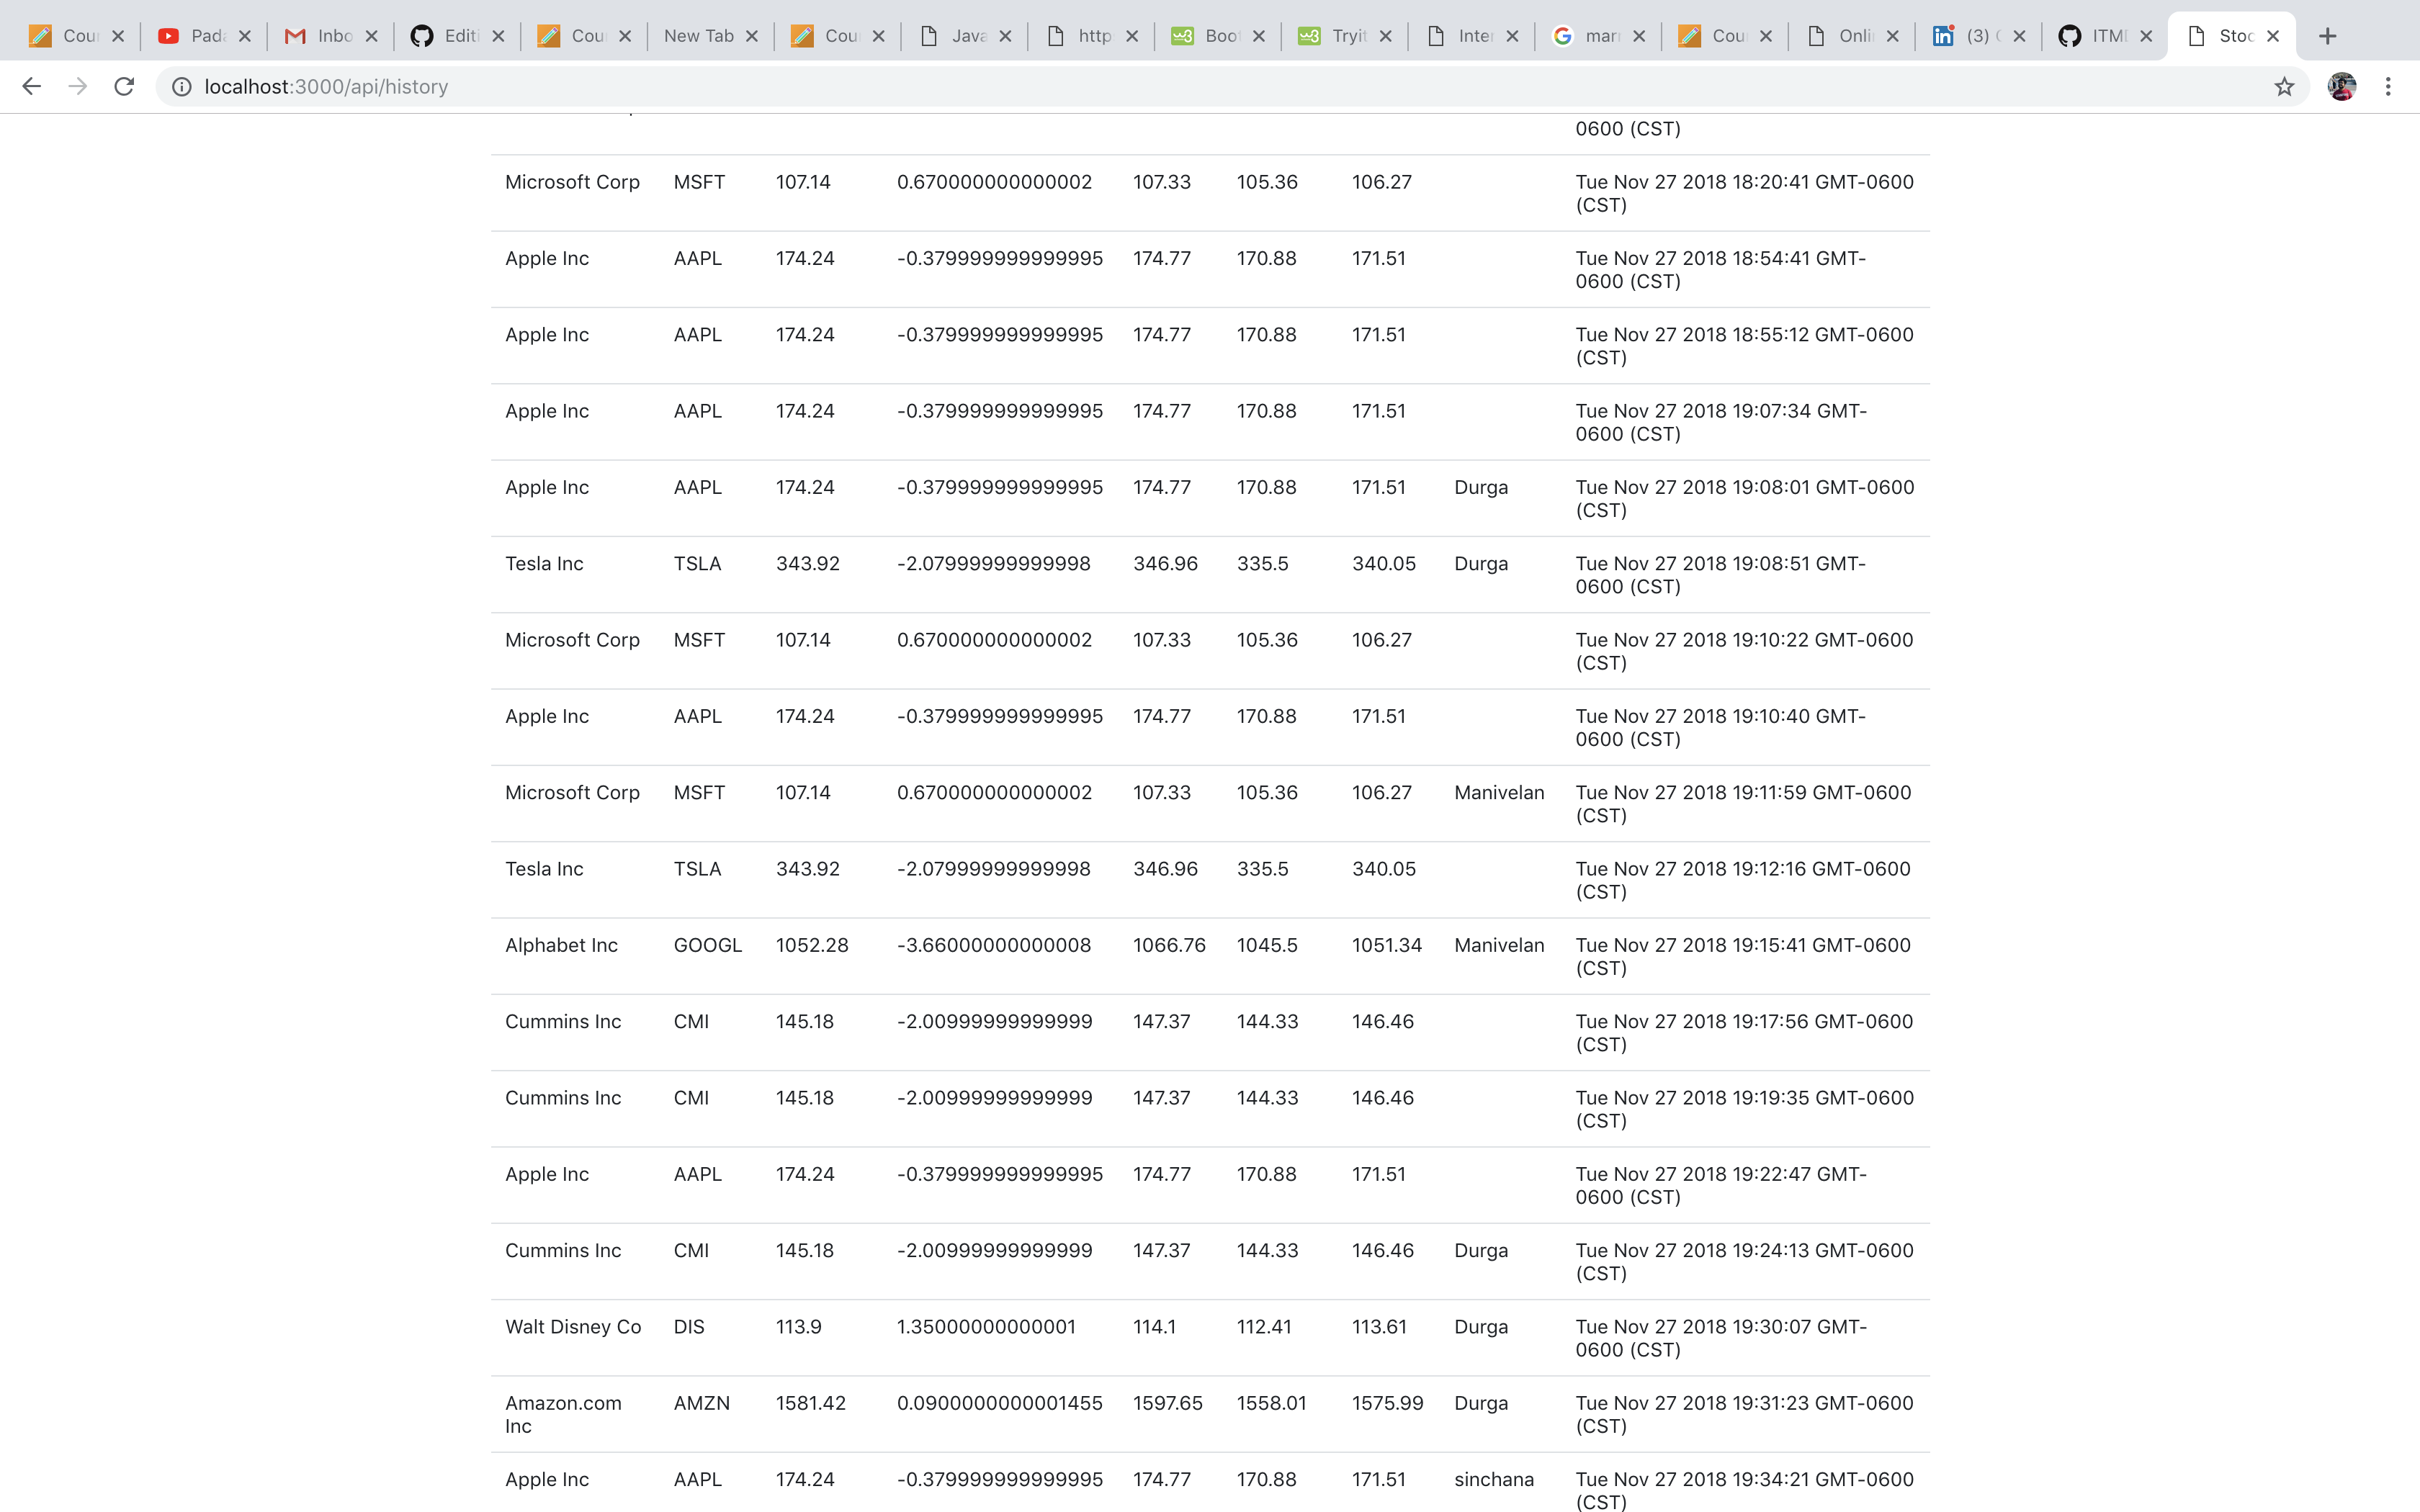 Cour Pada Inbo Editi Cour New Tab Cour Java http Boot Tryit Inter marr Cour Onli (3) ITMD Stoc
localhost:3000/api/history
0600 (CST)
Microsoft Corp MSFT 107.14 0.670000000000002 107.33 105.36 106.27 Tue Nov 27 2018 18:20:41 GMT-0600
(CST)
Apple Inc AAPL 174.24 -0.379999999999995 174.77 170.88 171.51 Tue Nov 27 2018 18:54:41 GMT-
0600 (CST)
Apple Inc AAPL 174.24 -0.379999999999995 174.77 170.88 171.51 Tue Nov 27 2018 18:55:12 GMT-0600
(CST)
Apple Inc AAPL 174.24 -0.379999999999995 174.77 170.88 171.51 Tue Nov 27 2018 19:07:34 GMT-
0600 (CST)
Apple Inc AAPL 174.24 -0.379999999999995 174.77 170.88 171.51 Durga Tue Nov 27 2018 19:08:01 GMT-0600
(CST)
Tesla Inc TSLA 343.92 -2.07999999999998 346.96 335.5 340.05 Durga Tue Nov 27 2018 19:08:51 GMT-
0600 (CST)
Microsoft Corp MSFT 107.14 0.670000000000002 107.33 105.36 106.27 Tue Nov 27 2018 19:10:22 GMT-0600
(CST)
Apple Inc AAPL 174.24 -0.379999999999995 174.77 170.88 171.51 Tue Nov 27 2018 19:10:40 GMT-
0600 (CST)
Microsoft Corp MSFT 107.14 0.670000000000002 107.33 105.36 106.27 Manivelan Tue Nov 27 2018 19:11:59 GMT-0600
(CST)
Tesla Inc TSLA 343.92 -2.07999999999998 346.96 335.5 340.05 Tue Nov 27 2018 19:12:16 GMT-0600
(CST)
Alphabet Inc GOOGL 1052.28 -3.66000000000008 1066.76 1045.5 1051.34 Manivelan Tue Nov 27 2018 19:15:41 GMT-0600
(CST)
Cummins Inc CMI 145.18 -2.00999999999999 147.37 144.33 146.46 Tue Nov 27 2018 19:17:56 GMT-0600
(CST)
Cummins Inc CMI 145.18 -2.00999999999999 147.37 144.33 146.46 Tue Nov 27 2018 19:19:35 GMT-0600
(CST)
Apple Inc AAPL 174.24 -0.379999999999995 174.77 170.88 171.51 Tue Nov 27 2018 19:22:47 GMT-
0600 (CST)
Cummins Inc CMI 145.18 -2.00999999999999 147.37 144.33 146.46 Durga Tue Nov 27 2018 19:24:13 GMT-0600
(CST)
Walt Disney Co DIS 113.9 1.35000000000001 114.1 112.41 113.61 Durga Tue Nov 27 2018 19:30:07 GMT-
0600 (CST)
Amazon.com AMZN 1581.42 0.0900000000001455 1597.65 1558.01 1575.99 Durga Tue Nov 27 2018 19:31:23 GMT-0600
Inc (CST)
Apple Inc AAPL 174.24 -0.379999999999995 174.77 170.88 171.51 sinchana Tue Nov 27 2018 19:34:21 GMT-0600
(CST)